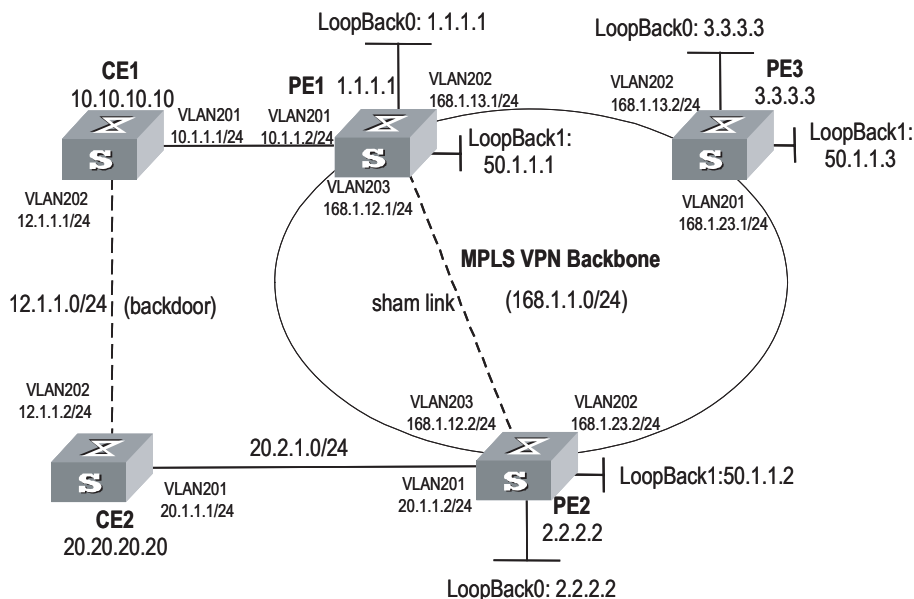 LoopBack0: 1.1.1.1
LoopBack0: 3.3.3.3
CE1
10.10.10.10
PE1
1.1.1.1
VLAN202
168.1.13.1/24
VLAN202
168.1.13.2/24
PE3
3.3.3.3
VLAN201
10.1.1.1/24
VLAN201
10.1.1.2/24
S
S
S
LoopBack1:
50.1.1.1
LoopBack1:
50.1.1.3
VLAN202
12.1.1.1/24
VLAN203
168.1.12.1/24
VLAN201
168.1.23.1/24
MPLS VPN Backbone
(168.1.1.0/24)
12.1.1.0/24
(backdoor)
sham link
VLAN202
12.1.1.2/24
VLAN203
168.1.12.2/24
VLAN202
168.1.23.2/24
20.2.1.0/24
S
S
LoopBack1:50.1.1.2
VLAN201
20.1.1.1/24
VLAN201
20.1.1.2/24
CE2
20.20.20.20
PE2
2.2.2.2
LoopBack0: 2.2.2.2